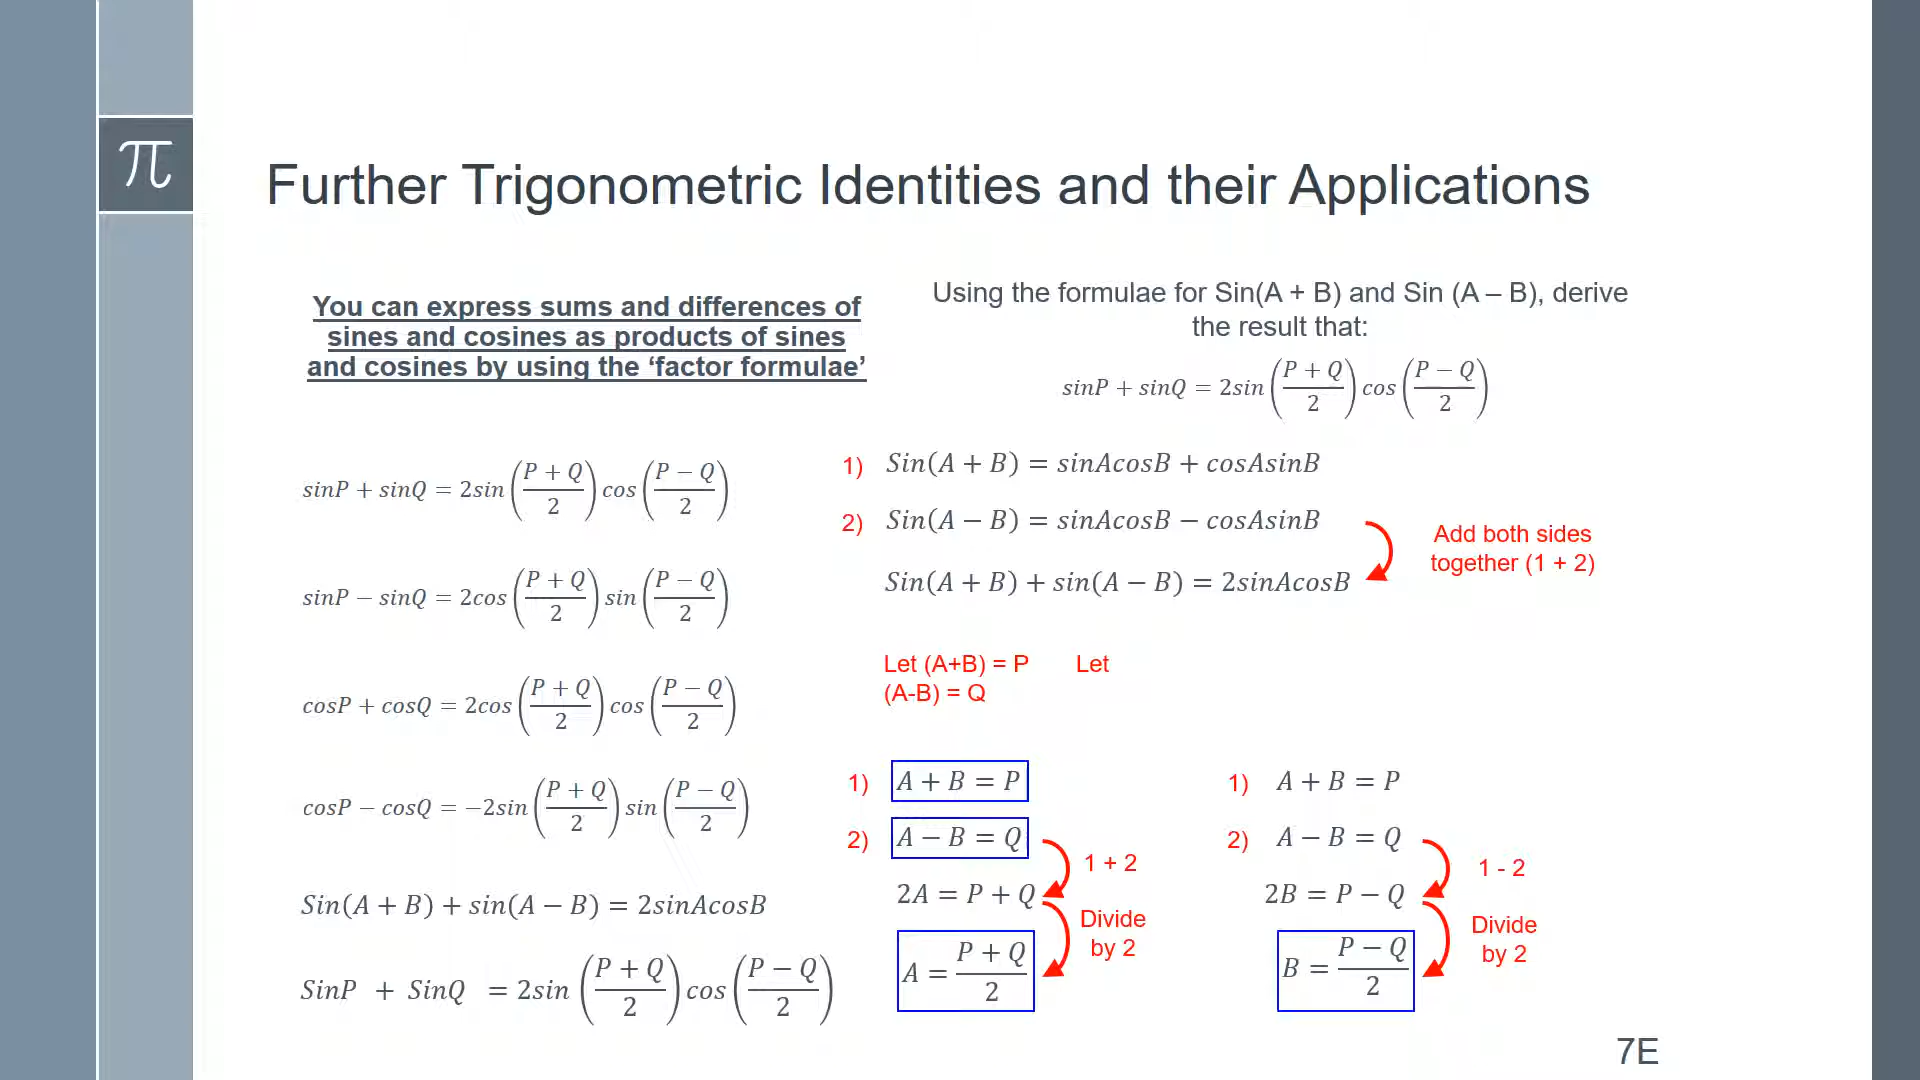 π
Further Trigonometric Identities and their Applications
You can express sums and differences of
sines and cosines as products of sines
and cosines by using the ‘factor formulae’
sinP + sinQ = 2sin((P + Q)/2)cos((P − Q)/2)
sinP − sinQ = 2cos((P + Q)/2)sin((P − Q)/2)
cosP + cosQ = 2cos((P + Q)/2)cos((P − Q)/2)
cosP − cosQ = −2sin((P + Q)/2)sin((P − Q)/2)
Sin(A + B) + sin(A − B) = 2sinAcosB
SinP + SinQ = 2sin((P + Q)/2)cos((P − Q)/2)
Using the formulae for Sin(A + B) and Sin (A – B), derive
the result that:
sinP + sinQ = 2sin((P + Q)/2)cos((P − Q)/2)
1) Sin(A + B) = sinAcosB + cosAsinB
2) Sin(A − B) = sinAcosB − cosAsinB
Add both sides
together (1 + 2)
Sin(A + B) + sin(A − B) = 2sinAcosB
Let (A+B) = P Let
(A-B) = Q
1) A + B = P
2) A − B = Q
1 + 2
2A = P + Q
Divide
by 2
A = (P + Q)/2
1) A + B = P
2) A − B = Q
1 - 2
2B = P − Q
Divide
by 2
B = (P − Q)/2
7E